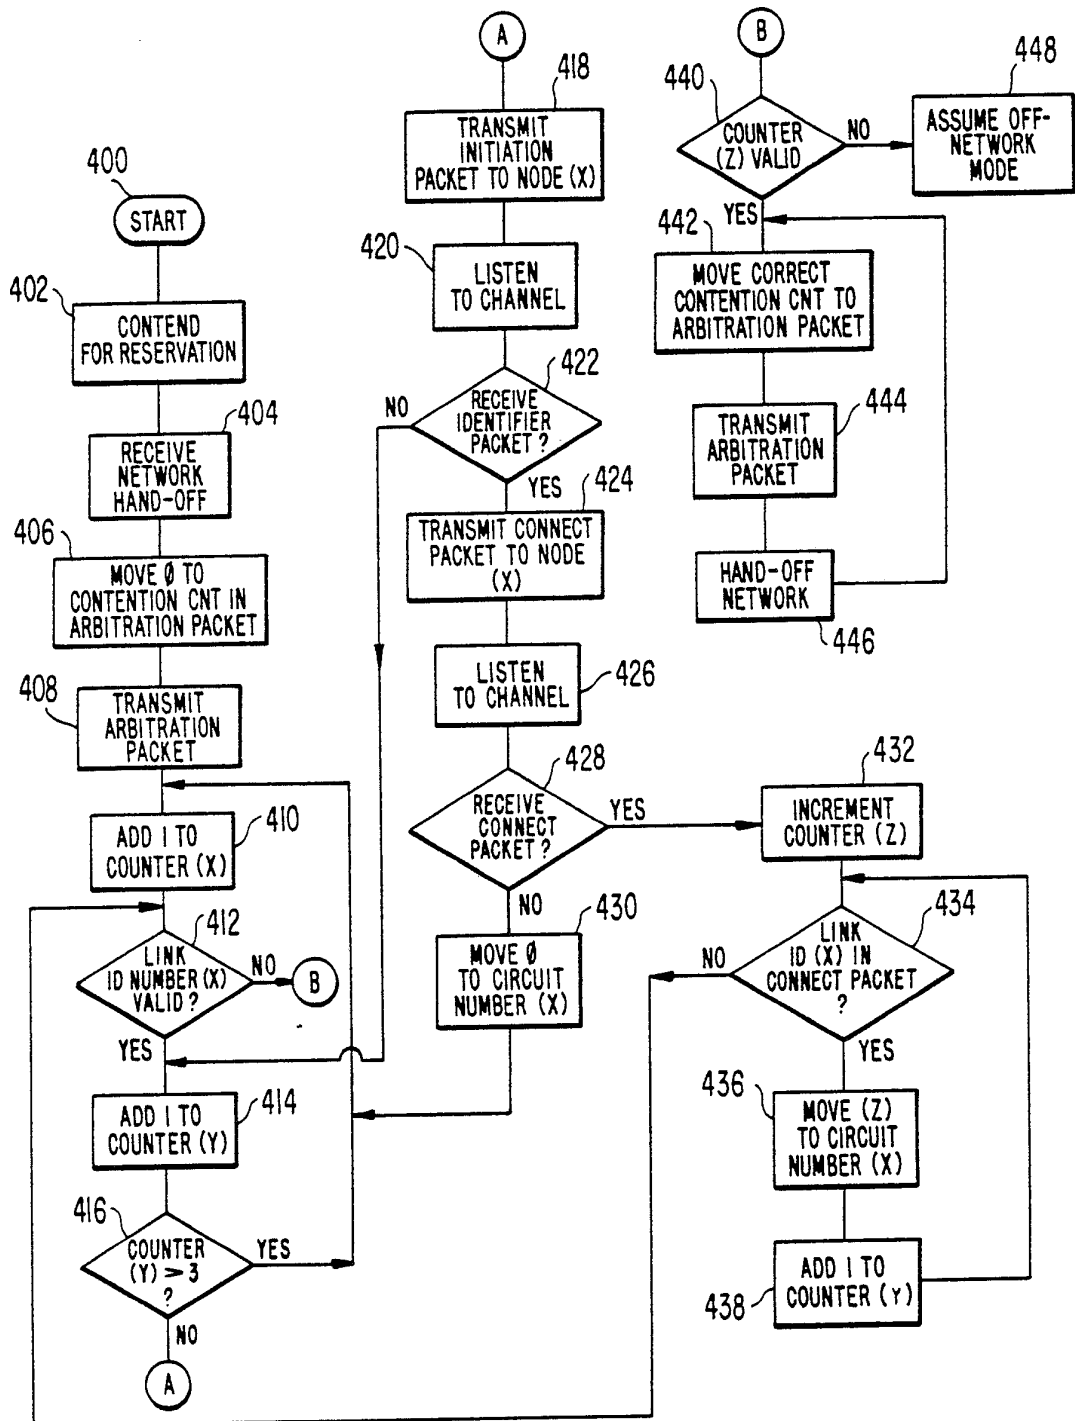 400
START
402
CONTEND
FOR RESERVATION
404
RECEIVE
NETWORK
HAND-OFF
406
MOVE Ø TO
CONTENTION CNT IN
ARBITRATION PACKET
408
TRANSMIT
ARBITRATION
PACKET
ADD 1 TO
COUNTER (X)
410
412
LINK
ID NUMBER (X)
VALID?
NO
B
YES
ADD 1 TO
COUNTER (Y)
414
416
COUNTER
(Y) > 3
?
YES
NO
A
A
418
TRANSMIT
INITIATION
PACKET TO NODE (X)
420
LISTEN
TO CHANNEL
422
RECEIVE
IDENTIFIER
PACKET?
NO
YES
424
TRANSMIT CONNECT
PACKET TO NODE
(X)
LISTEN
TO CHANNEL
426
428
RECEIVE
CONNECT
PACKET?
YES
NO
430
MOVE Ø
TO CIRCUIT
NUMBER (X)
432
INCREMENT
COUNTER (Z)
434
LINK
ID (X) IN
CONNECT PACKET
?
NO
YES
436
MOVE (Z)
TO CIRCUIT
NUMBER (X)
438
ADD 1 TO
COUNTER (Y)
B
440
COUNTER
(Z) VALID
NO
448
ASSUME OFF-
NETWORK
MODE
YES
442
MOVE CORRECT
CONTENTION CNT TO
ARBITRATION PACKET
444
TRANSMIT
ARBITRATION
PACKET
HAND-OFF
NETWORK
446